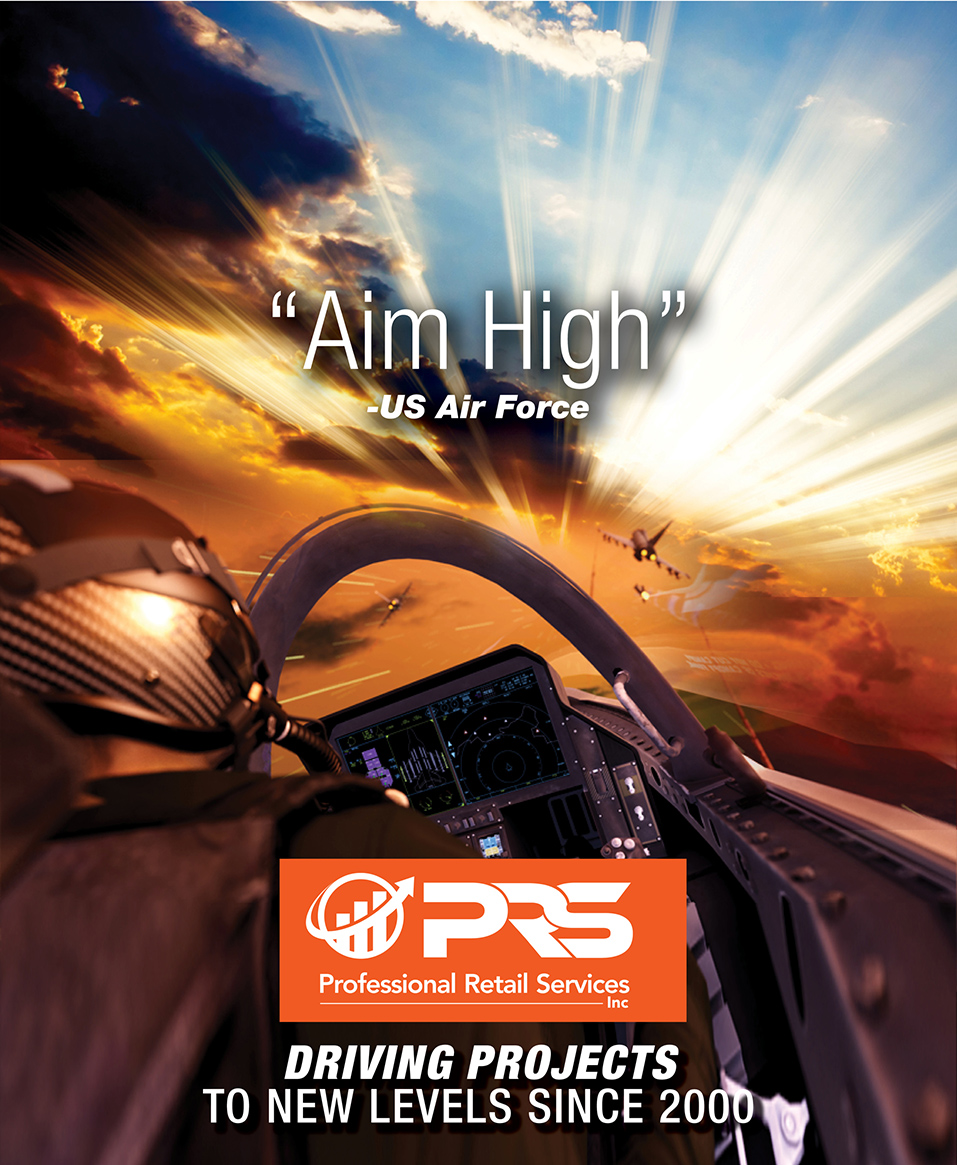 “Aim High”
-US Air Force
PRS
Professional Retail Services
Inc
DRIVING PROJECTS
TO NEW LEVELS SINCE 2000